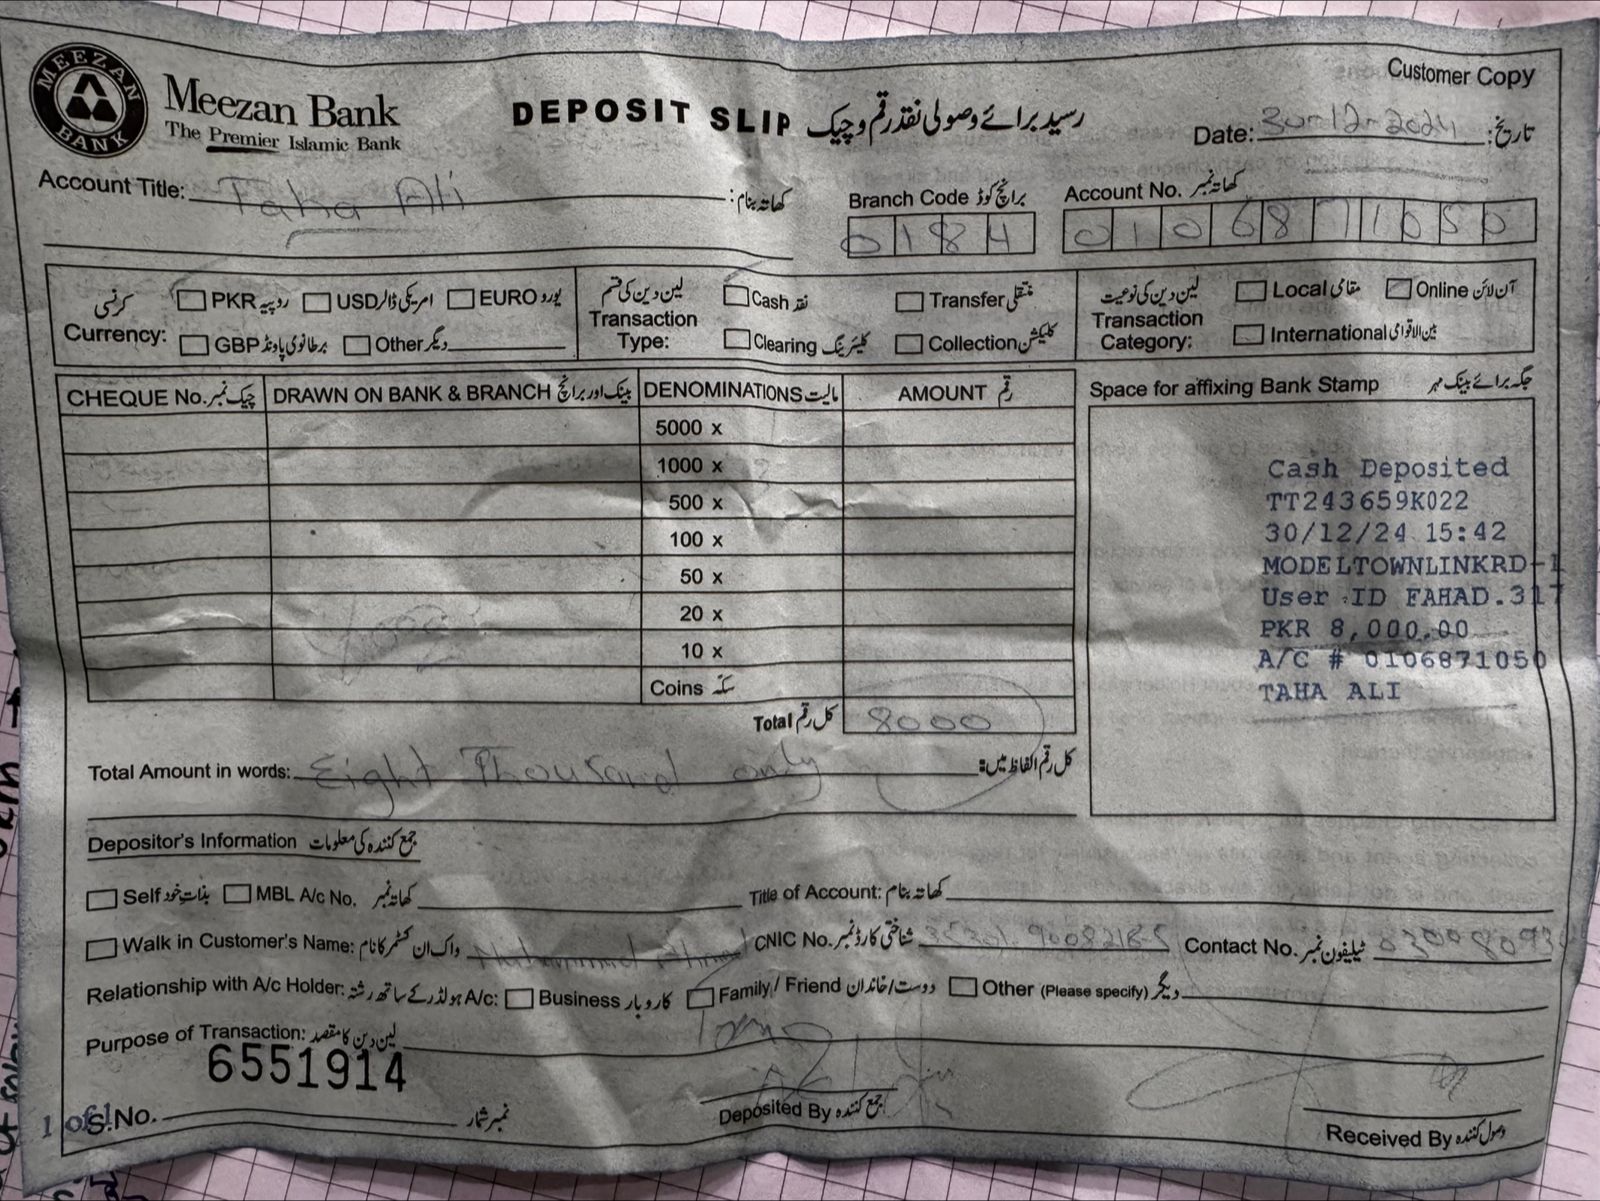 MEEZAN BANK
Meezan Bank
The Premier Islamic Bank
DEPOSIT SLIP رسید برائے وصولی نقد رقم و چیک
Customer Copy
Date: 30-12-2024 تاریخ:
Account Title: Taha Ali کھاتہ بنام:
Branch Code برانچ کوڈ
0184
Account No. کھاتہ نمبر
0106871050
کرنسی
Currency:
PKR روپیہ USD امریکی ڈالر EURO یورو
GBP برطانوی پاونڈ Other دیگر
لین دین کی قسم
Transaction Type:
Cash نقد Transfer منتقلی
Clearing کلیئرنگ Collection کلیکشن
لین دین کی نوعیت
Transaction Category:
Local مقامی Online آن لائن
International بین الاقوامی
CHEQUE No. چیک نمبر DRAWN ON BANK & BRANCH بینک اور برانچ DENOMINATIONS مالیت AMOUNT رقم
5000 x
1000 x
500 x
100 x
50 x
20 x
10 x
Coins سکہ
Total کل رقم 8000
Space for affixing Bank Stamp جگہ برائے بینک مہر
Cash Deposited
TT243659K022
30/12/24 15:42
MODELTOWNLINKRD-1
User ID FAHAD.317
PKR 8,000.00
A/C # 0106871050
TAHA ALI
Total Amount in words: Eight Thousand only کل رقم الفاظ میں:
Depositor's Information جمع کنندہ کی معلومات
Self بذات خود MBL A/c No. کھاتہ نمبر Title of Account: کھاتہ بنام:
Walk in Customer's Name: واک ان کسٹمر کا نام: Muhammad CNIC No. شناختی کارڈ نمبر Contact No. ٹیلیفون نمبر
Relationship with A/c Holder: A/c ہولڈر کے ساتھ رشتہ: Business کاروبار Family / Friend دوست/خاندان Other (Please specify) دیگر
Purpose of Transaction: لین دین کا مقصد:
6551914
1 of 1
S.No. نمبر شمار
Deposited By جمع کنندہ
Received By وصول کنندہ